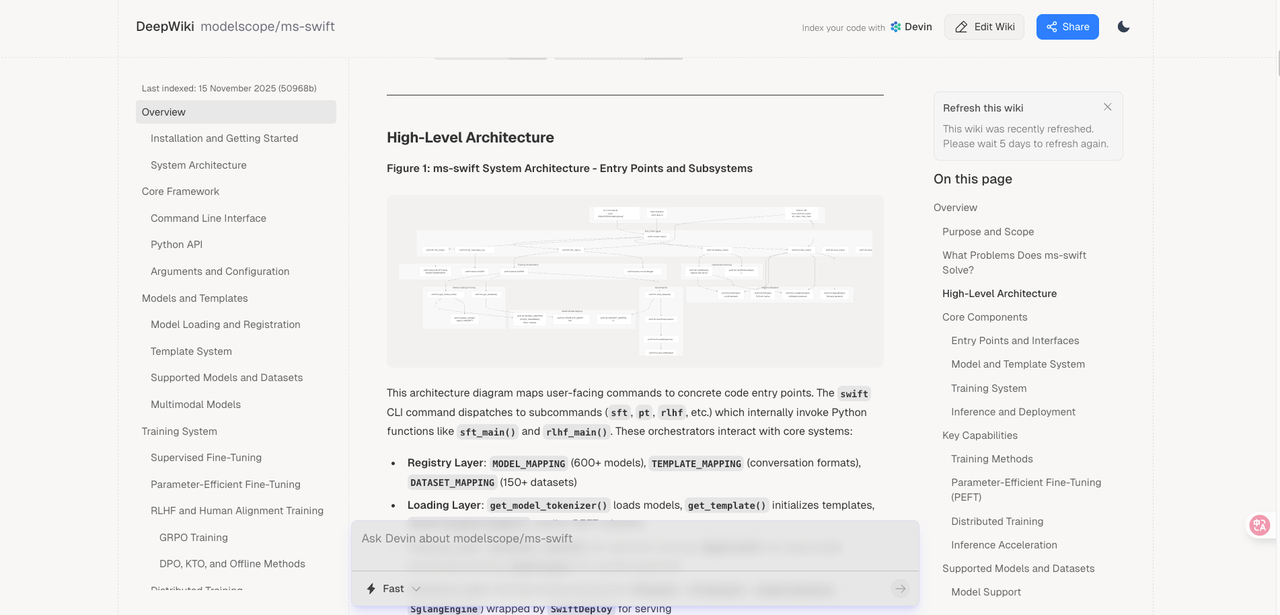 DeepWiki modelscope/ms-swift
Index your code with Devin
Edit Wiki
Share
Last indexed: 15 November 2025 (50968b)
Overview
Installation and Getting Started
System Architecture
Core Framework
Command Line Interface
Python API
Arguments and Configuration
Models and Templates
Model Loading and Registration
Template System
Supported Models and Datasets
Multimodal Models
Training System
Supervised Fine-Tuning
Parameter-Efficient Fine-Tuning
RLHF and Human Alignment Training
GRPO Training
DPO, KTO, and Offline Methods
Distributed Training
High-Level Architecture
Figure 1: ms-swift System Architecture - Entry Points and Subsystems
This architecture diagram maps user-facing commands to concrete code entry points. The swift
CLI command dispatches to subcommands (sft, pt, rlhf, etc.) which internally invoke Python
functions like sft_main() and rlhf_main(). These orchestrators interact with core systems:
• Registry Layer: MODEL_MAPPING (600+ models), TEMPLATE_MAPPING (conversation formats),
DATASET_MAPPING (150+ datasets)
• Loading Layer: get_model_tokenizer() loads models, get_template() initializes templates,
Ask Devin about modelscope/ms-swift
Fast
SglangEngine) wrapped by SwiftDeploy for serving
Refresh this wiki
This wiki was recently refreshed.
Please wait 5 days to refresh again.
On this page
Overview
Purpose and Scope
What Problems Does ms-swift
Solve?
High-Level Architecture
Core Components
Entry Points and Interfaces
Model and Template System
Training System
Inference and Deployment
Key Capabilities
Training Methods
Parameter-Efficient Fine-Tuning
(PEFT)
Distributed Training
Inference Acceleration
Supported Models and Datasets
Model Support